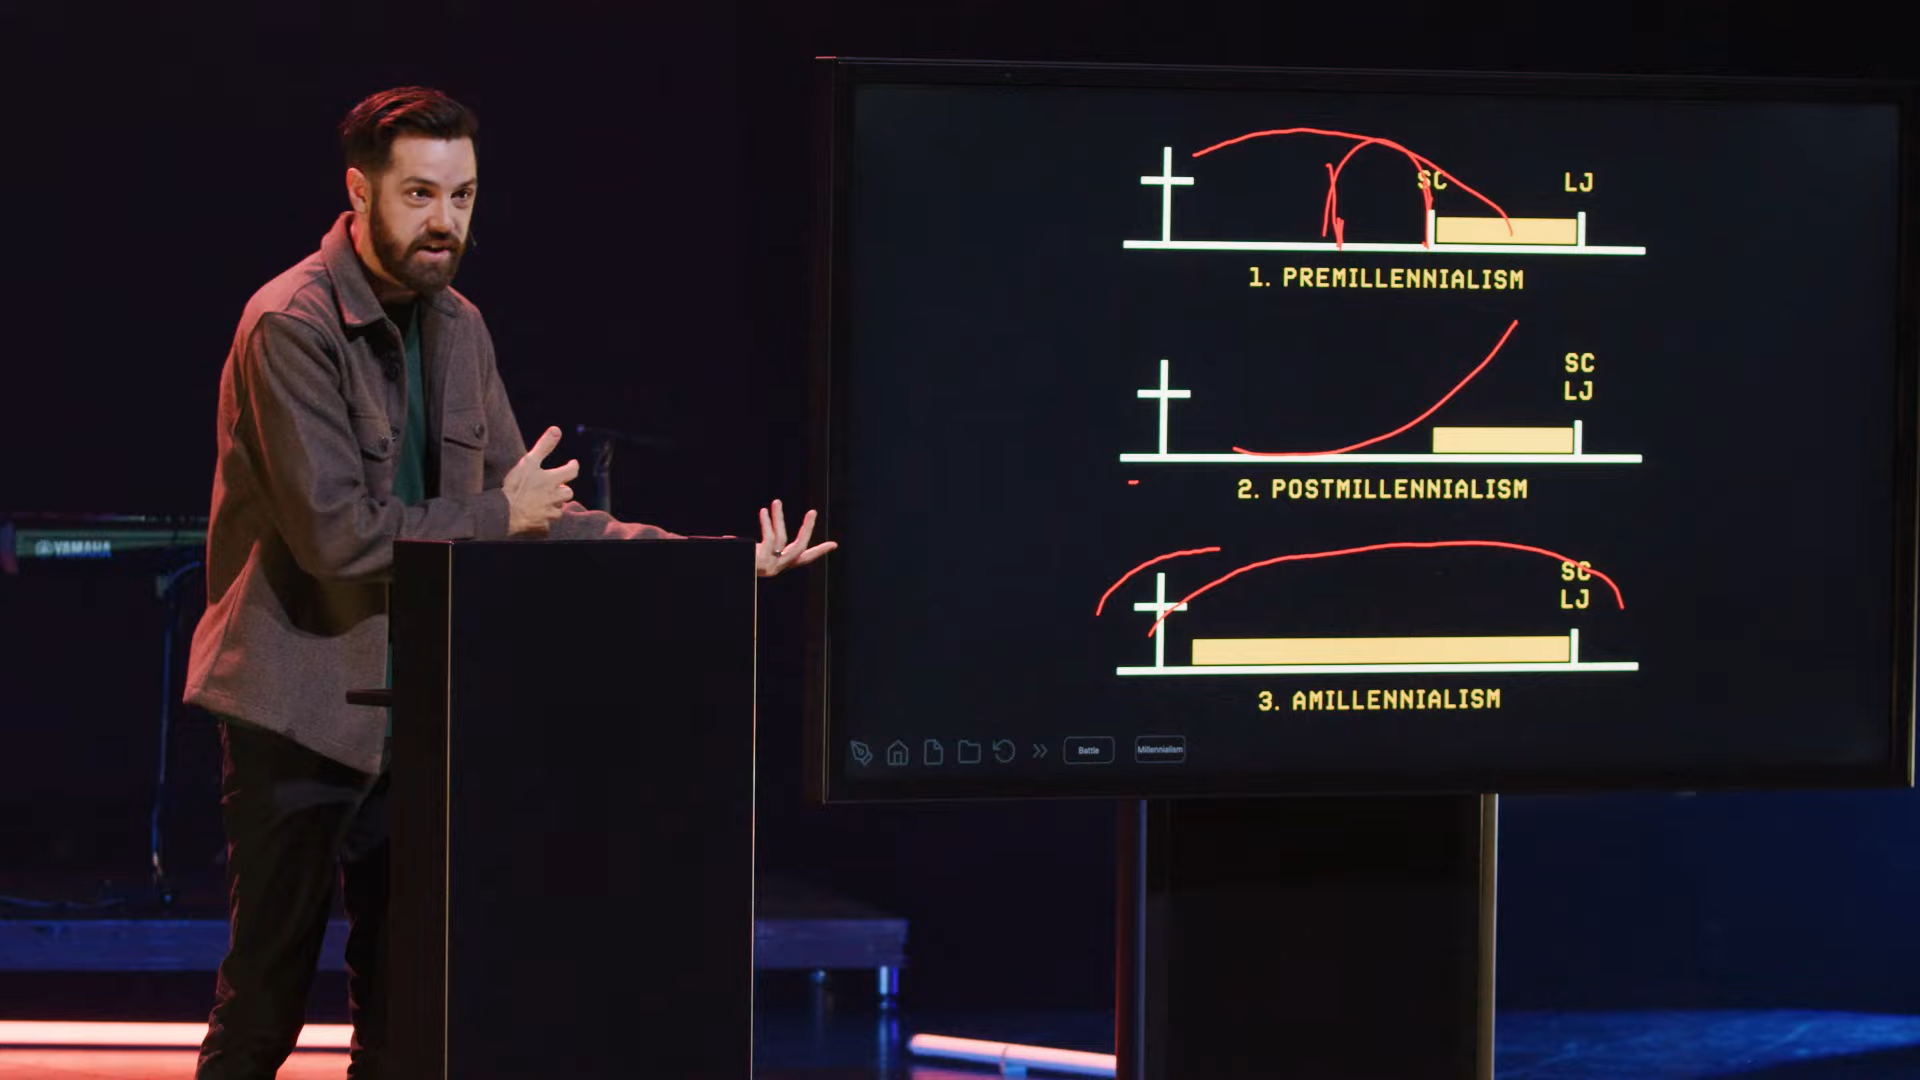 SC LJ
1. PREMILLENNIALISM
SC
LJ
2. POSTMILLENNIALISM
SC
LJ
3. AMILLENNIALISM
Battle Millennialism
YAMAHA